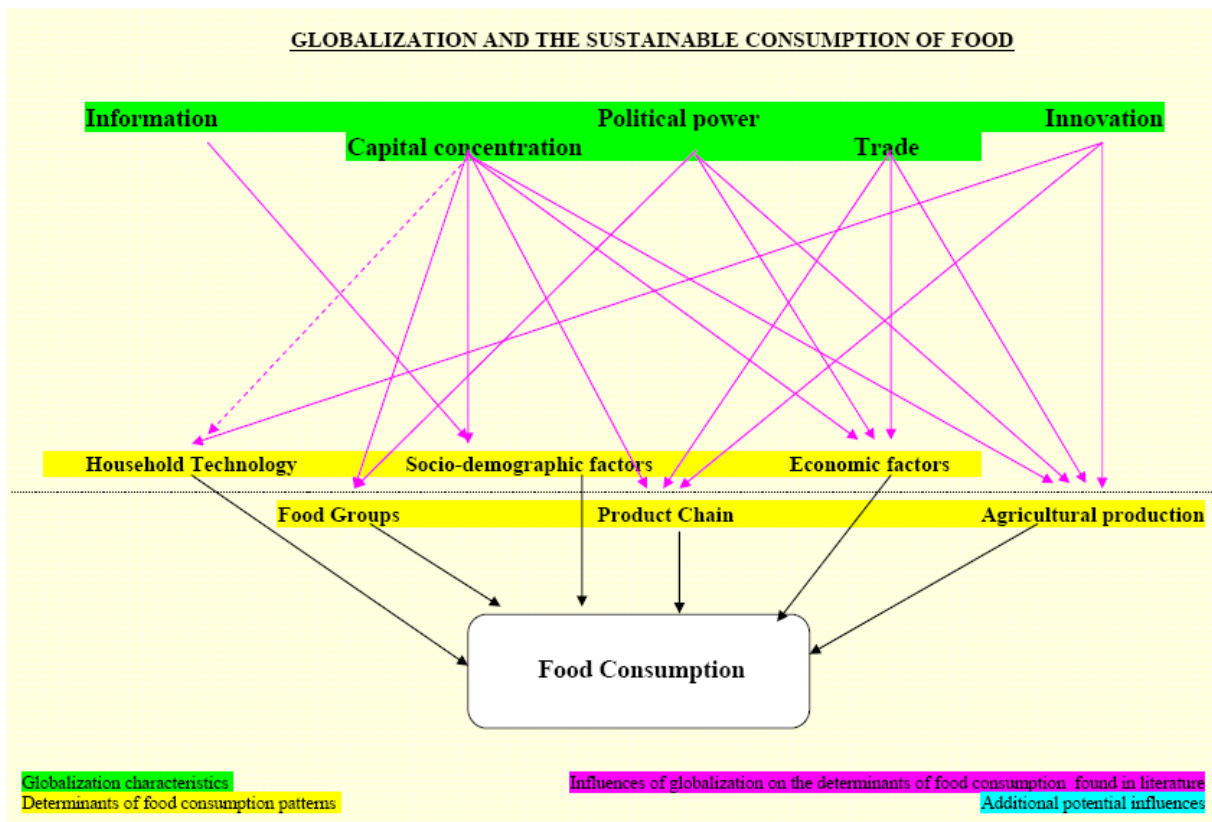 GLOBALIZATION AND THE SUSTAINABLE CONSUMPTION OF FOOD
Information Political power Innovation
Capital concentration Trade
Household Technology Socio-demographic factors Economic factors
Food Groups Product Chain Agricultural production
Food Consumption
Globalization characteristics Influences of globalization on the determinants of food consumption found in literature
Determinants of food consumption patterns Additional potential influences